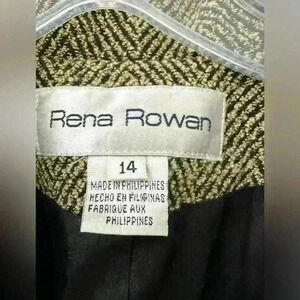 Rena Rowan
14
MADE IN PHILIPPINES
HECHO EN FILIPINAS
FABRIQUE AUX
PHILIPPINES